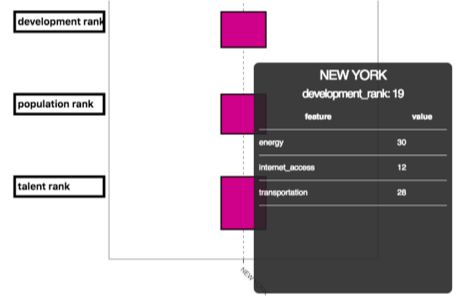 development rank
NEW YORK
development_rank: 19
feature value
population rank
energy 30
internet_access 12
talent rank
transportation 28
NEW